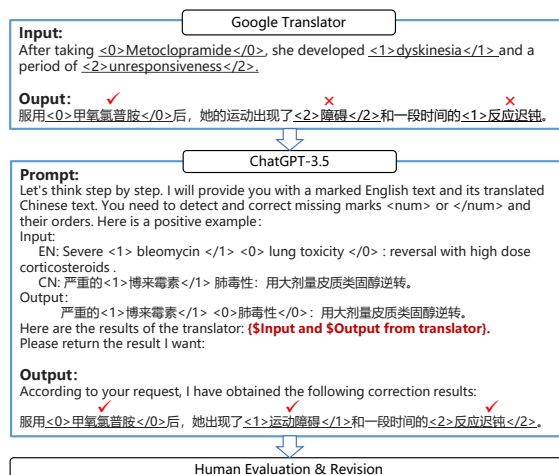 Google Translator
Input:
After taking <0>Metoclopramide</0>, she developed <1>dyskinesia</1> and a
period of <2>unresponsiveness</2>.
Ouput:
服用<0>甲氧氯普胺</0>后，她的运动出现了<2>障碍</2>和一段时间的<1>反应迟钝</1>。
ChatGPT-3.5
Prompt:
Let's think step by step. I will provide you with a marked English text and its translated
Chinese text. You need to detect and correct missing marks <num> or </num> and
their orders. Here is a positive example:
Input:
EN: Severe <1> bleomycin </1> <0> lung toxicity </0> : reversal with high dose
corticosteroids .
CN: 严重的<1>博来霉素</1> 肺毒性：用大剂量皮质类固醇逆转。
Output:
严重的<1>博来霉素</1> <0>肺毒性</0>：用大剂量皮质类固醇逆转。
Here are the results of the translator: {$Input and $Output from translator}.
Please return the result I want:
Output:
According to your request, I have obtained the following correction results:
服用<0>甲氧氯普胺</0>后，她出现了<1>运动障碍</1>和一段时间的<2>反应迟钝</2>。
Human Evaluation & Revision